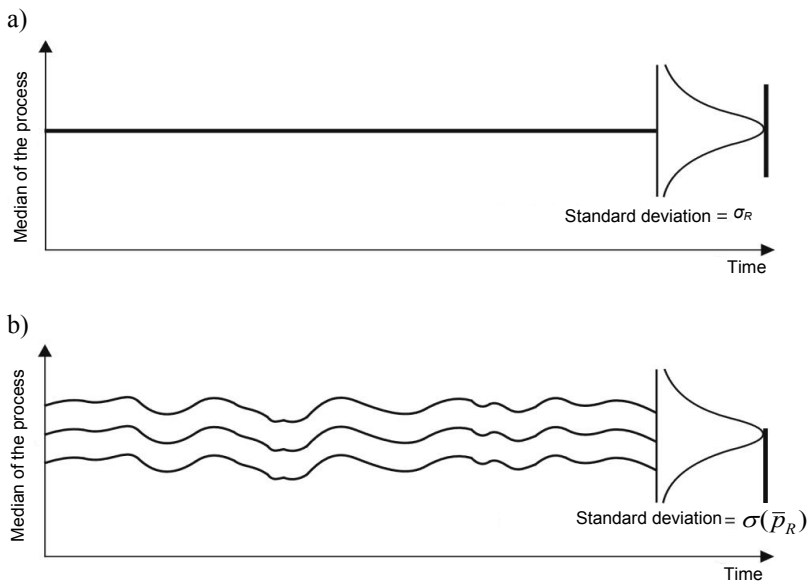 a)
Median of the process
Standard deviation = σR
Time
b)
Median of the process
Standard deviation = σ(p̄R)
Time